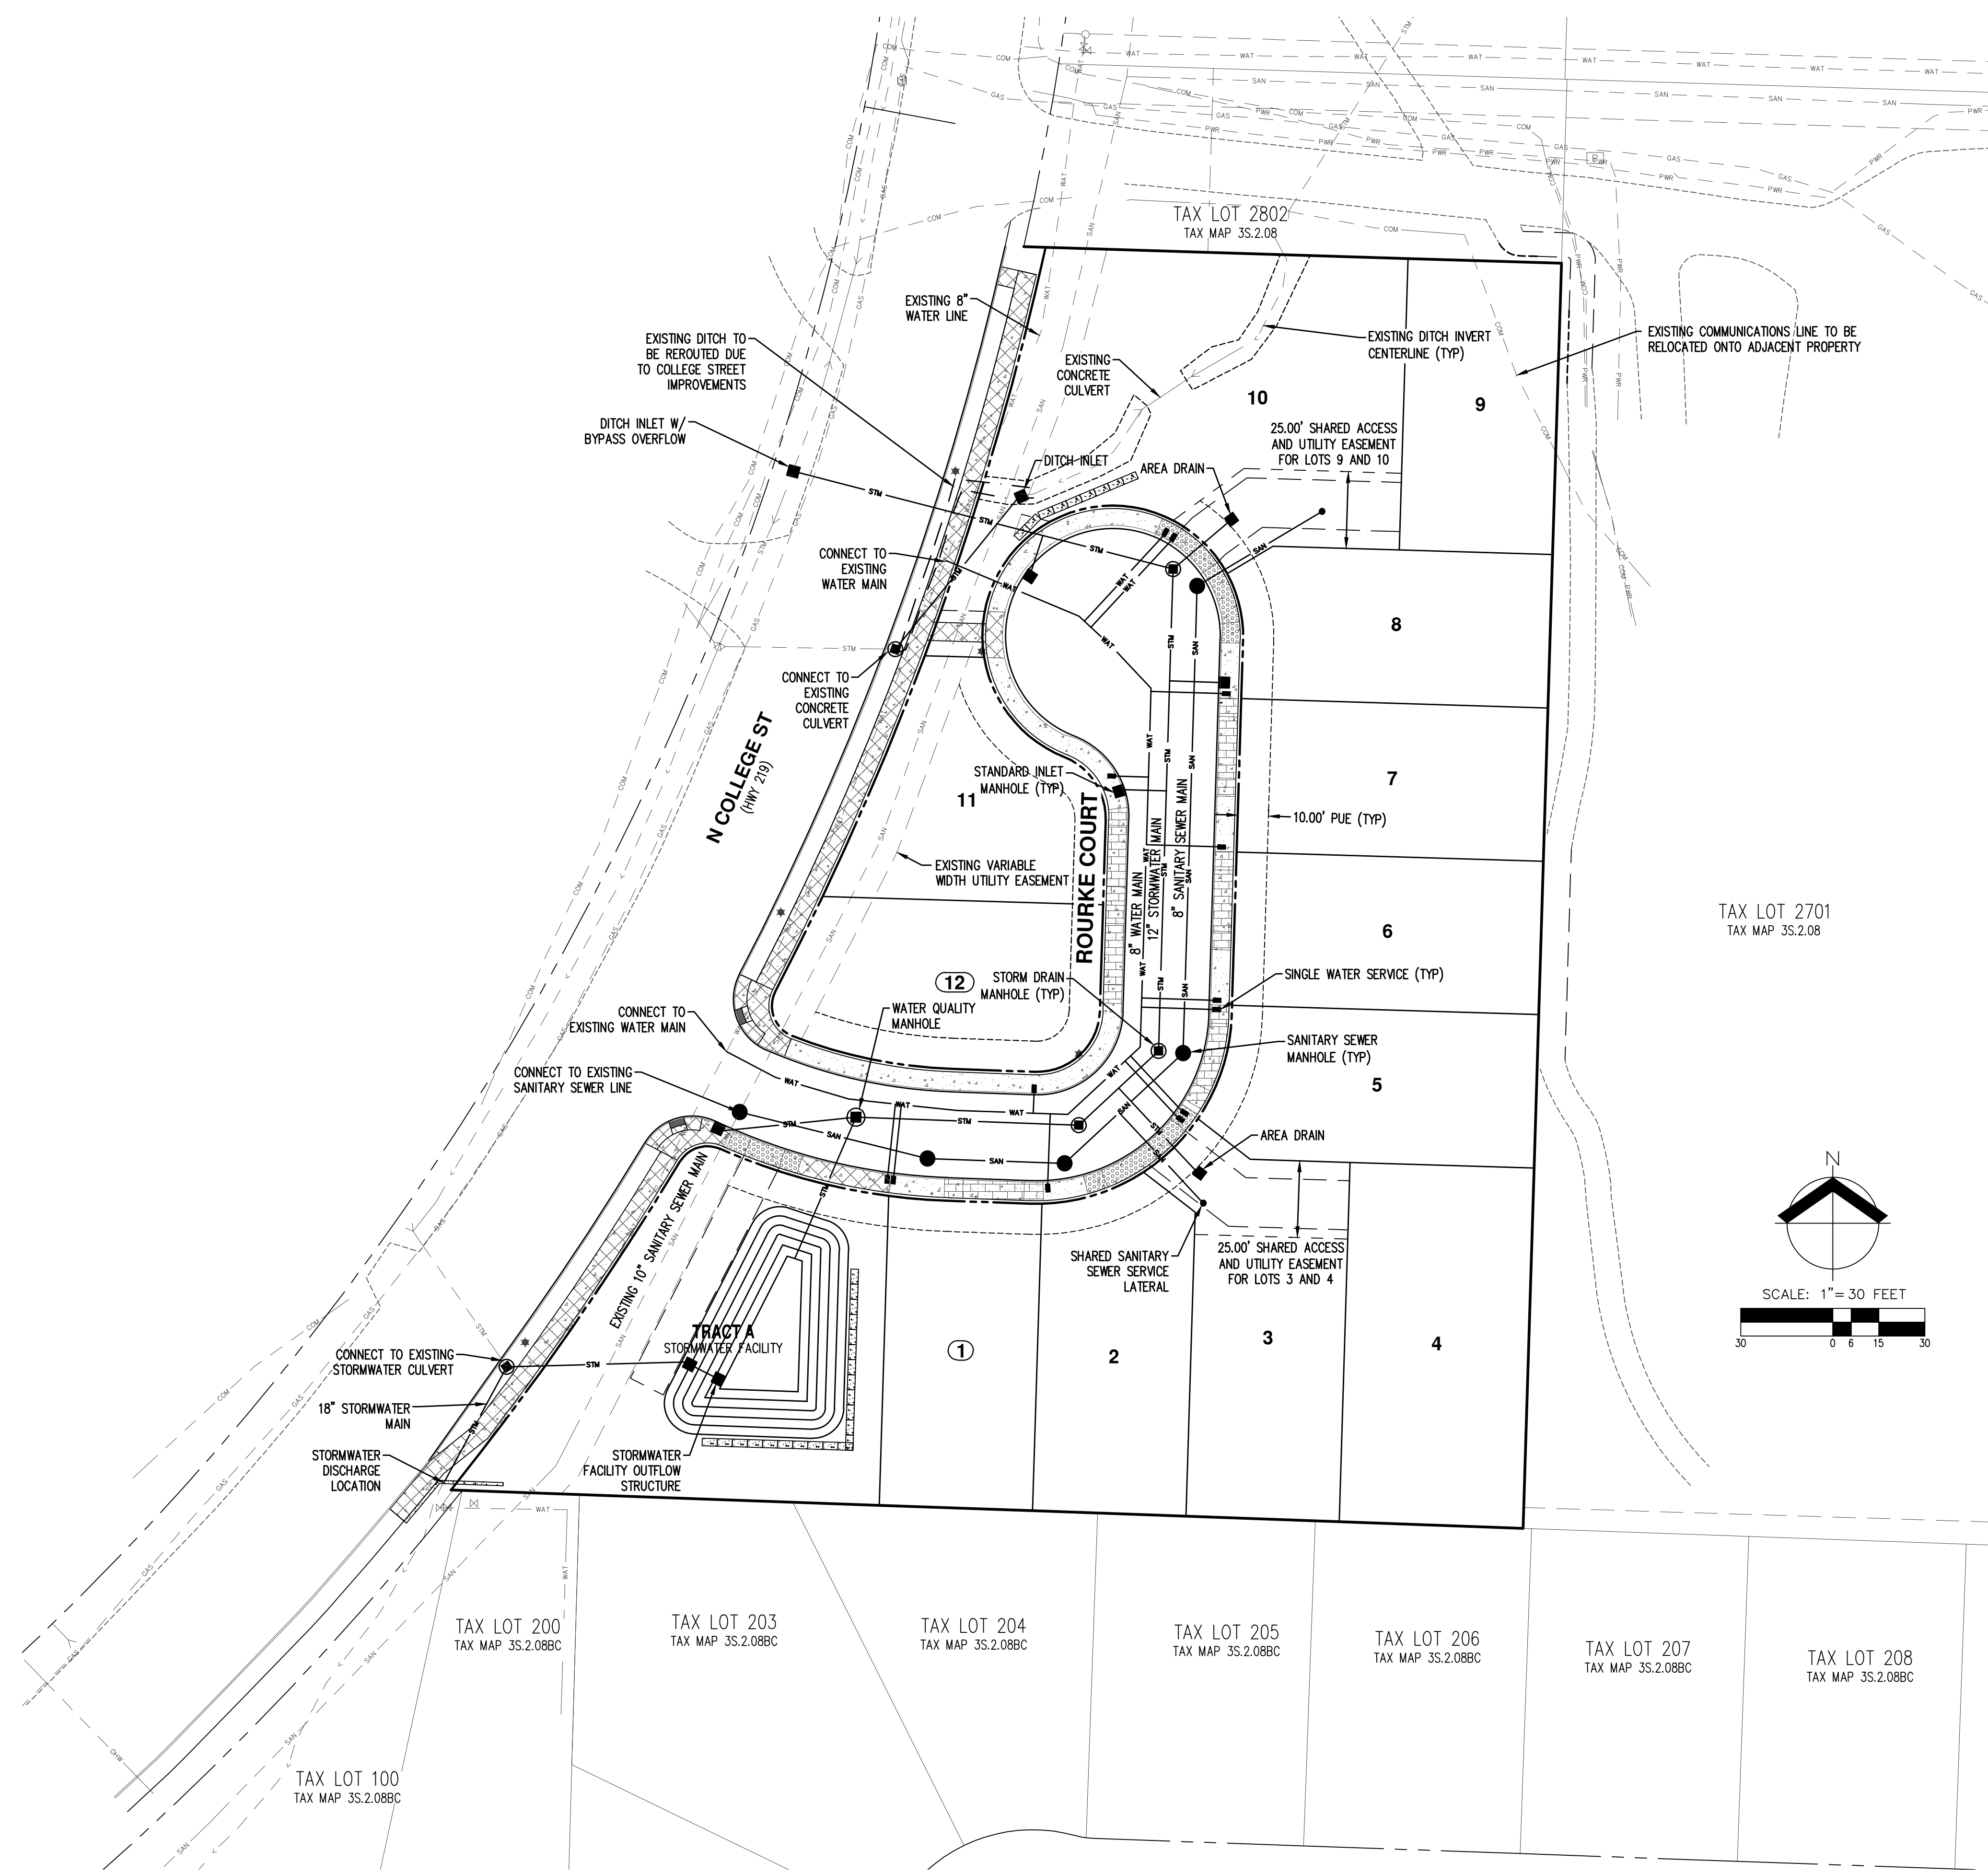 TAX LOT 2802
TAX MAP 3S.2.08
EXISTING 8"
WATER LINE
EXISTING DITCH TO
BE REROUTED DUE
TO COLLEGE STREET
IMPROVEMENTS
DITCH INLET W/
BYPASS OVERFLOW
EXISTING
CONCRETE
CULVERT
EXISTING DITCH INVERT
CENTERLINE (TYP)
EXISTING COMMUNICATIONS LINE TO BE
RELOCATED ONTO ADJACENT PROPERTY
10
9
25.00' SHARED ACCESS
AND UTILITY EASEMENT
FOR LOTS 9 AND 10
DITCH INLET
AREA DRAIN
CONNECT TO
EXISTING
WATER MAIN
8
CONNECT TO
EXISTING
CONCRETE
CULVERT
N COLLEGE ST
(HWY 219)
STANDARD INLET
MANHOLE (TYP)
11
7
10.00' PUE (TYP)
EXISTING VARIABLE
WIDTH UTILITY EASEMENT
ROURKE COURT
8" WATER MAIN
12" STORMWATER MAIN
8" SANITARY SEWER MAIN
6
TAX LOT 2701
TAX MAP 3S.2.08
12
STORM DRAIN
MANHOLE (TYP)
SINGLE WATER SERVICE (TYP)
WATER QUALITY
MANHOLE
CONNECT TO
EXISTING WATER MAIN
SANITARY SEWER
MANHOLE (TYP)
5
CONNECT TO EXISTING
SANITARY SEWER LINE
AREA DRAIN
EXISTING 10" SANITARY SEWER MAIN
SHARED SANITARY
SEWER SERVICE
LATERAL
25.00' SHARED ACCESS
AND UTILITY EASEMENT
FOR LOTS 3 AND 4
N
SCALE: 1"= 30 FEET
30 0 6 15 30
TRACT A
STORMWATER FACILITY
1
2
3
4
CONNECT TO EXISTING
STORMWATER CULVERT
18" STORMWATER
MAIN
STORMWATER
DISCHARGE
LOCATION
STORMWATER
FACILITY OUTFLOW
STRUCTURE
TAX LOT 200
TAX MAP 3S.2.08BC
TAX LOT 203
TAX MAP 3S.2.08BC
TAX LOT 204
TAX MAP 3S.2.08BC
TAX LOT 205
TAX MAP 3S.2.08BC
TAX LOT 206
TAX MAP 3S.2.08BC
TAX LOT 207
TAX MAP 3S.2.08BC
TAX LOT 208
TAX MAP 3S.2.08BC
TAX LOT 100
TAX MAP 3S.2.08BC
COM
WAT
SAN
GAS
PWR
STM
OHW